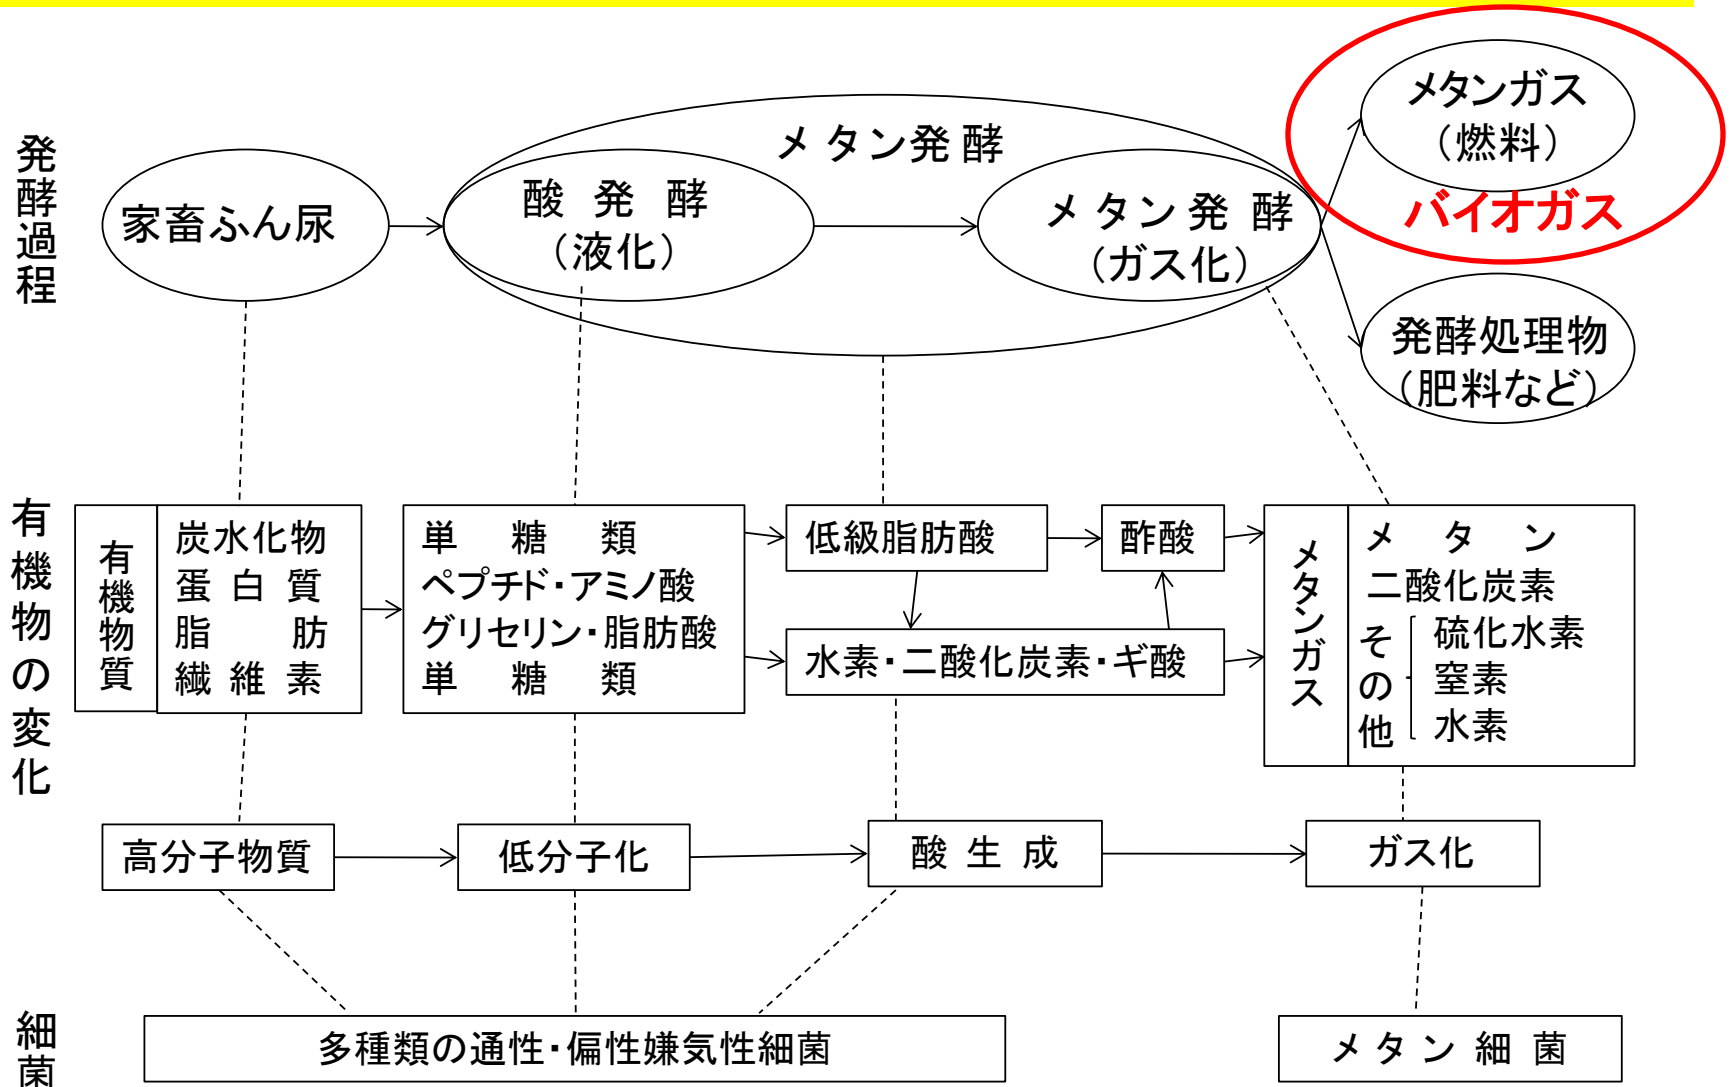 発酵過程
家畜ふん尿
メタン発酵
酸発酵
（液化）
メタン発酵
（ガス化）
メタンガス
（燃料）
バイオガス
発酵処理物
（肥料など）
有機物の変化
有機物質
炭水化物
蛋白質
脂肪
繊維素
単糖類
ペプチド・アミノ酸
グリセリン・脂肪酸
単糖類
低級脂肪酸
酢酸
水素・二酸化炭素・ギ酸
メタンガス
メタン
二酸化炭素
その他
硫化水素
窒素
水素
高分子物質
低分子化
酸生成
ガス化
細菌
多種類の通性・偏性嫌気性細菌
メタン細菌